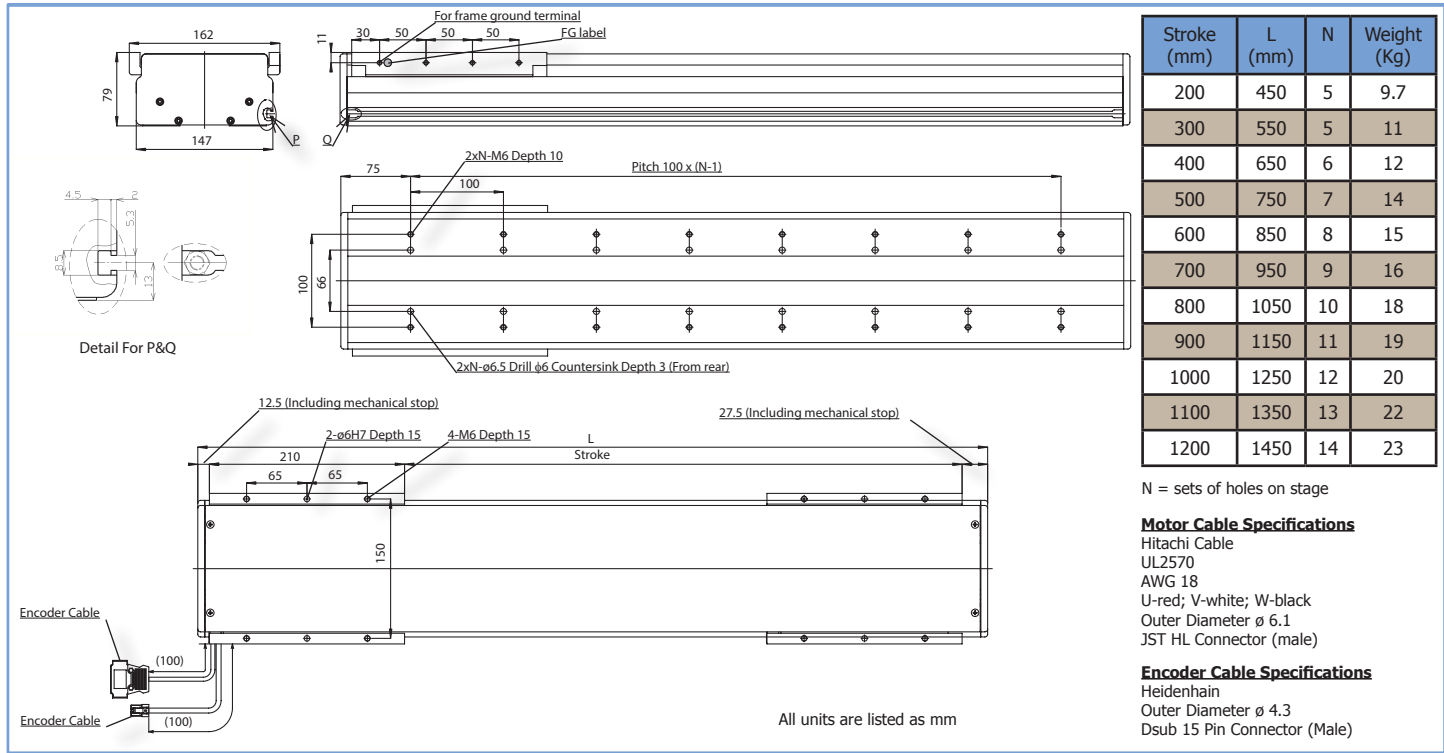 For frame ground terminal
FG label
162
11
30
50
50
50
79
147
P
Q
2xN-M6 Depth 10
75
Pitch 100 x (N-1)
100
4.5
2
5.3
8.5
13
100
66
Detail For P&Q
2xN-ø6.5 Drill ϕ6 Countersink Depth 3 (From rear)
12.5 (Including mechanical stop)
27.5 (Including mechanical stop)
L
2-ø6H7 Depth 15
4-M6 Depth 15
210
Stroke
65
65
150
Encoder Cable
(100)
Encoder Cable
(100)
All units are listed as mm
Stroke (mm) L (mm) N Weight (Kg)
200 450 5 9.7
300 550 5 11
400 650 6 12
500 750 7 14
600 850 8 15
700 950 9 16
800 1050 10 18
900 1150 11 19
1000 1250 12 20
1100 1350 13 22
1200 1450 14 23
N = sets of holes on stage
Motor Cable Specifications
Hitachi Cable
UL2570
AWG 18
U-red; V-white; W-black
Outer Diameter ø 6.1
JST HL Connector (male)
Encoder Cable Specifications
Heidenhain
Outer Diameter ø 4.3
Dsub 15 Pin Connector (Male)